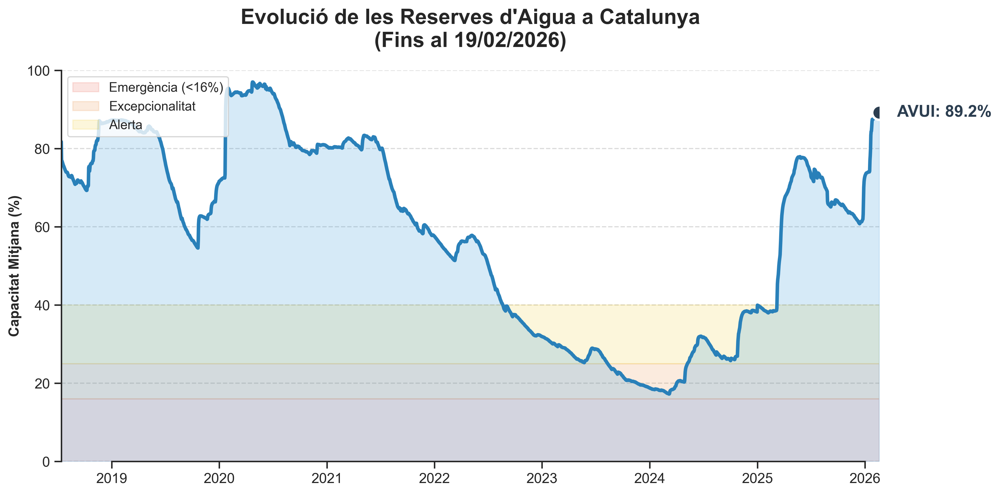 Evolució de les Reserves d'Aigua a Catalunya
(Fins al 19/02/2026)
Capacitat Mitjana (%)
100
80
60
40
20
0
Emergència (<16%)
Excepcionalitat
Alerta
AVUI: 89.2%
2019
2020
2021
2022
2023
2024
2025
2026